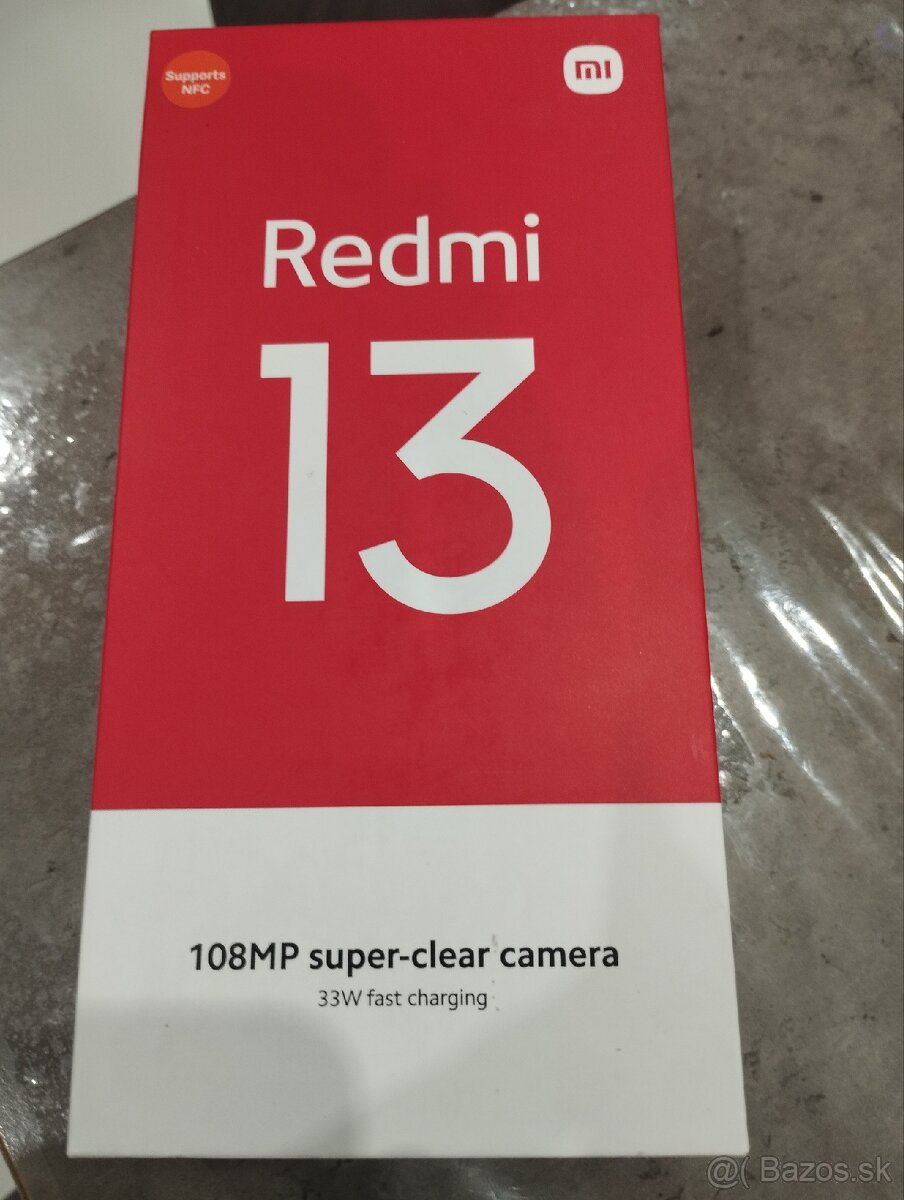 Supports
NFC
mi
Redmi
13
108MP super-clear camera
33W fast charging
@( Bazos.sk